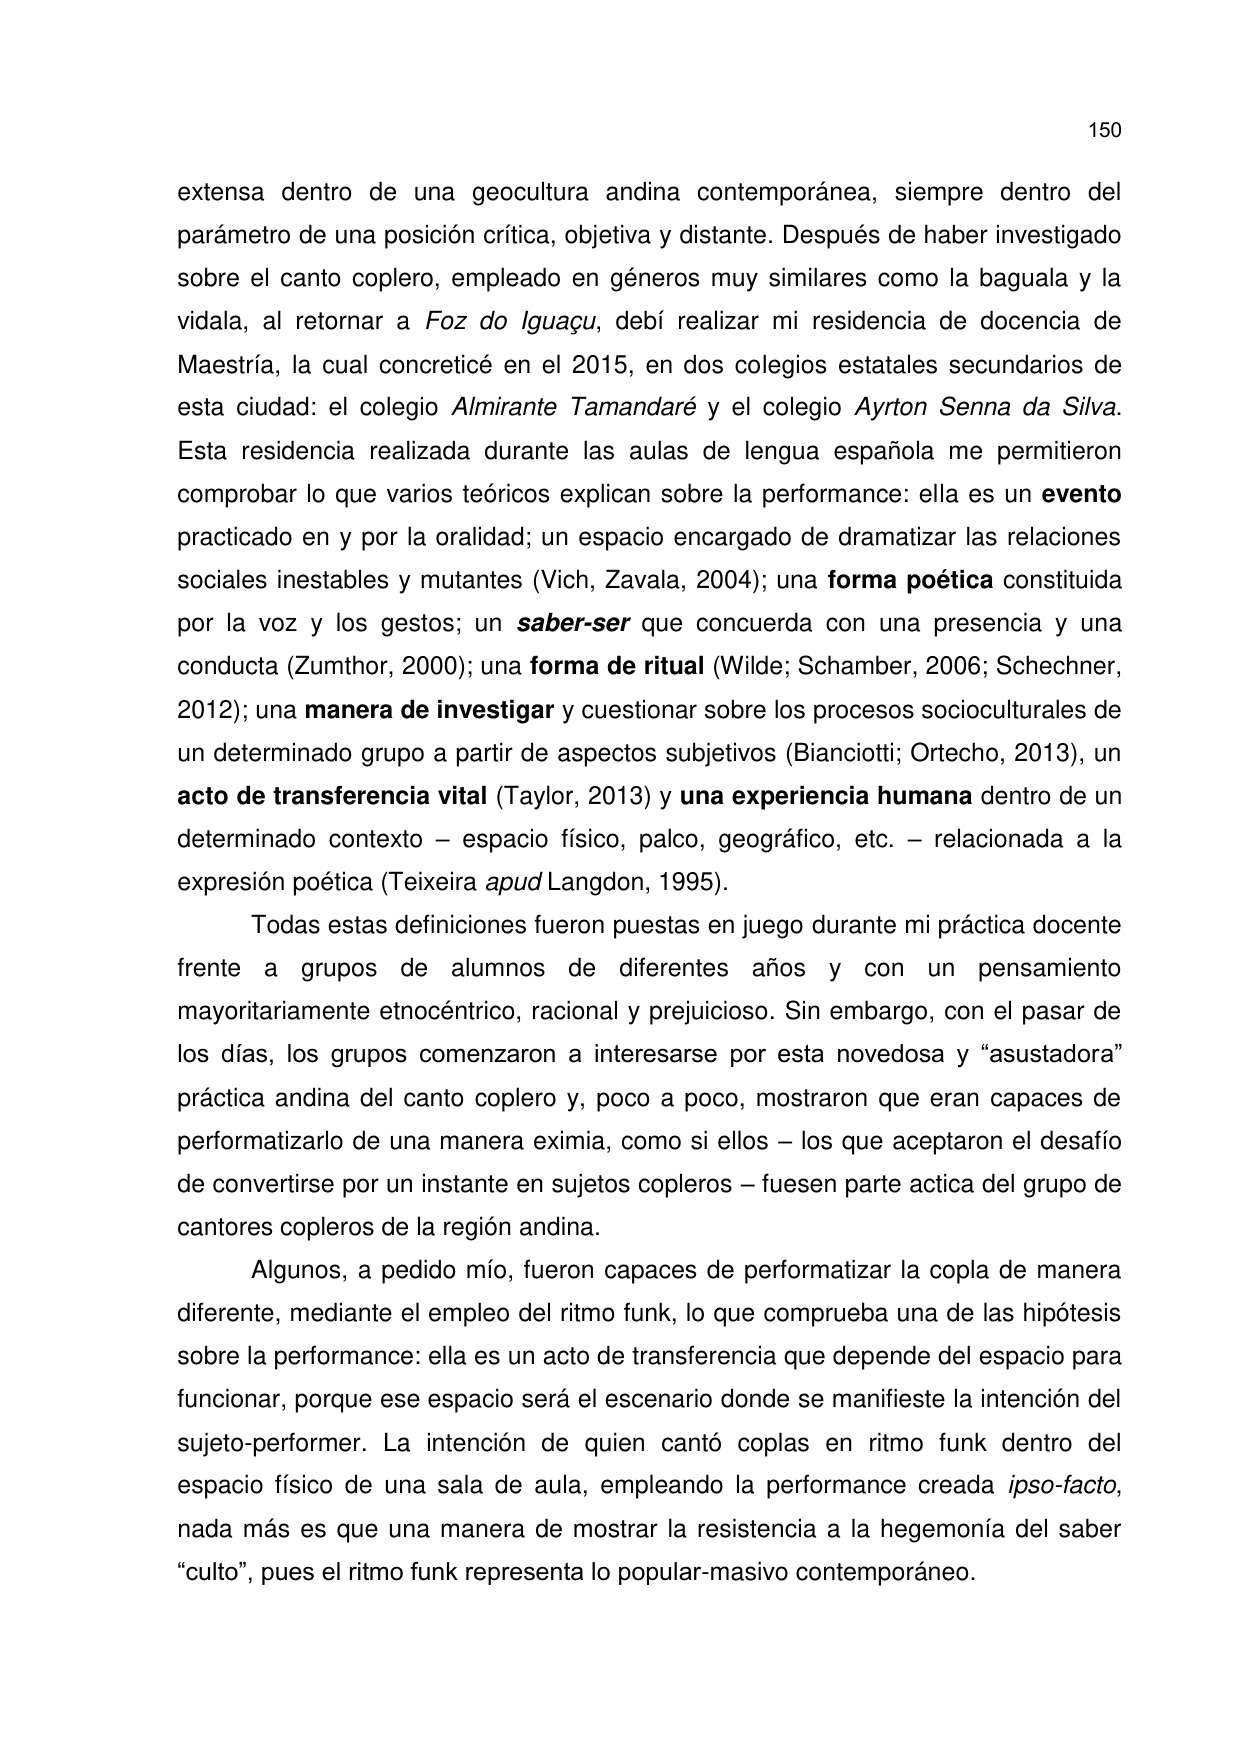 150
extensa dentro de una geocultura andina contemporánea, siempre dentro del
parámetro de una posición crítica, objetiva y distante. Después de haber investigado
sobre el canto coplero, empleado en géneros muy similares como la baguala y la
vidala, al retornar a Foz do Iguaçu, debí realizar mi residencia de docencia de
Maestría, la cual concreticé en el 2015, en dos colegios estatales secundarios de
esta ciudad: el colegio Almirante Tamandaré y el colegio Ayrton Senna da Silva.
Esta residencia realizada durante las aulas de lengua española me permitieron
comprobar lo que varios teóricos explican sobre la performance: ella es un evento
practicado en y por la oralidad; un espacio encargado de dramatizar las relaciones
sociales inestables y mutantes (Vich, Zavala, 2004); una forma poética constituida
por la voz y los gestos; un saber-ser que concuerda con una presencia y una
conducta (Zumthor, 2000); una forma de ritual (Wilde; Schamber, 2006; Schechner,
2012); una manera de investigar y cuestionar sobre los procesos socioculturales de
un determinado grupo a partir de aspectos subjetivos (Bianciotti; Ortecho, 2013), un
acto de transferencia vital (Taylor, 2013) y una experiencia humana dentro de un
determinado contexto – espacio físico, palco, geográfico, etc. – relacionada a la
expresión poética (Teixeira apud Langdon, 1995).
Todas estas definiciones fueron puestas en juego durante mi práctica docente
frente a grupos de alumnos de diferentes años y con un pensamiento
mayoritariamente etnocéntrico, racional y prejuicioso. Sin embargo, con el pasar de
los días, los grupos comenzaron a interesarse por esta novedosa y “asustadora”
práctica andina del canto coplero y, poco a poco, mostraron que eran capaces de
performatizarlo de una manera eximia, como si ellos – los que aceptaron el desafío
de convertirse por un instante en sujetos copleros – fuesen parte actica del grupo de
cantores copleros de la región andina.
Algunos, a pedido mío, fueron capaces de performatizar la copla de manera
diferente, mediante el empleo del ritmo funk, lo que comprueba una de las hipótesis
sobre la performance: ella es un acto de transferencia que depende del espacio para
funcionar, porque ese espacio será el escenario donde se manifieste la intención del
sujeto-performer. La intención de quien cantó coplas en ritmo funk dentro del
espacio físico de una sala de aula, empleando la performance creada ipso-facto,
nada más es que una manera de mostrar la resistencia a la hegemonía del saber
“culto”, pues el ritmo funk representa lo popular-masivo contemporáneo.